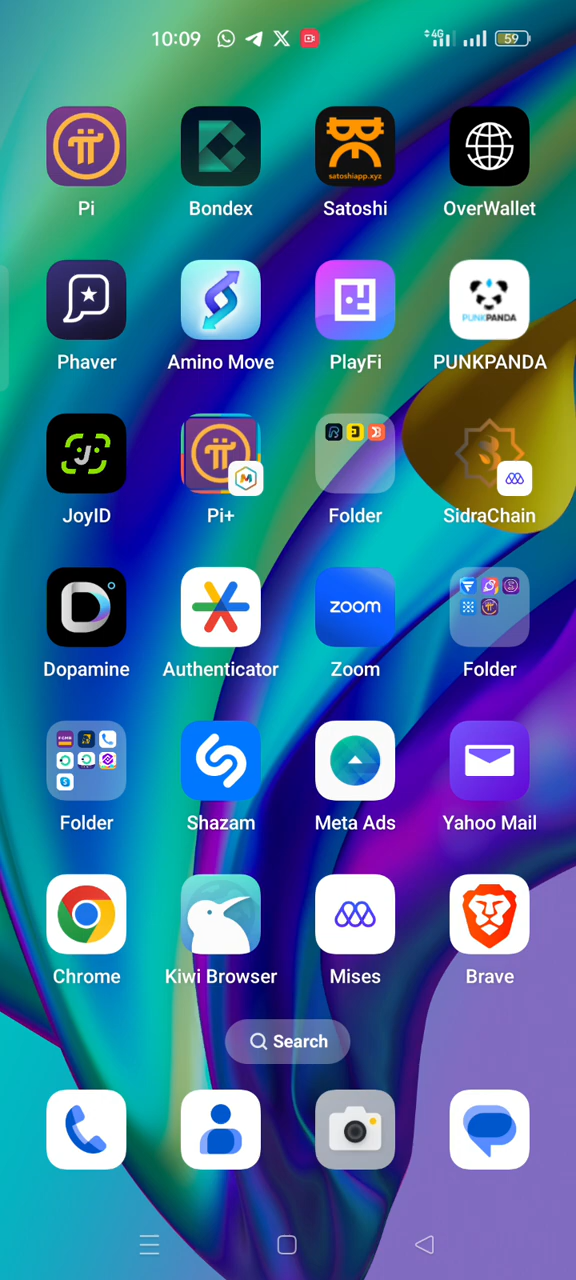 10:09 4G 59
satoshiapp.xyz
Pi Bondex Satoshi OverWallet
PUNKPANDA
Phaver Amino Move PlayFi PUNKPANDA
JoyID Pi+ Folder SidraChain
zoom
Dopamine Authenticator Zoom Folder
FCMB
Folder Shazam Meta Ads Yahoo Mail
Chrome Kiwi Browser Mises Brave
Search